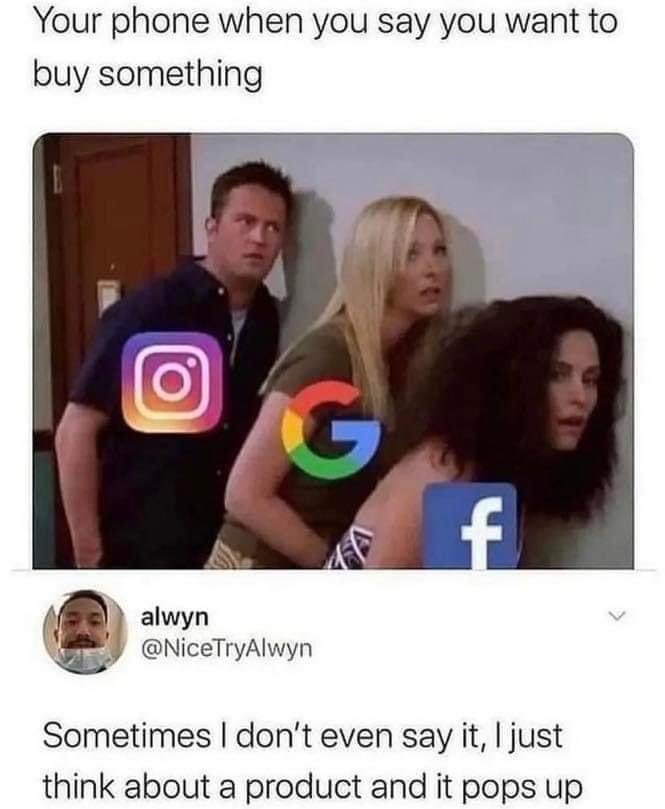 Your phone when you say you want to
buy something
G
f
alwyn
@NiceTryAlwyn
Sometimes I don't even say it, I just
think about a product and it pops up